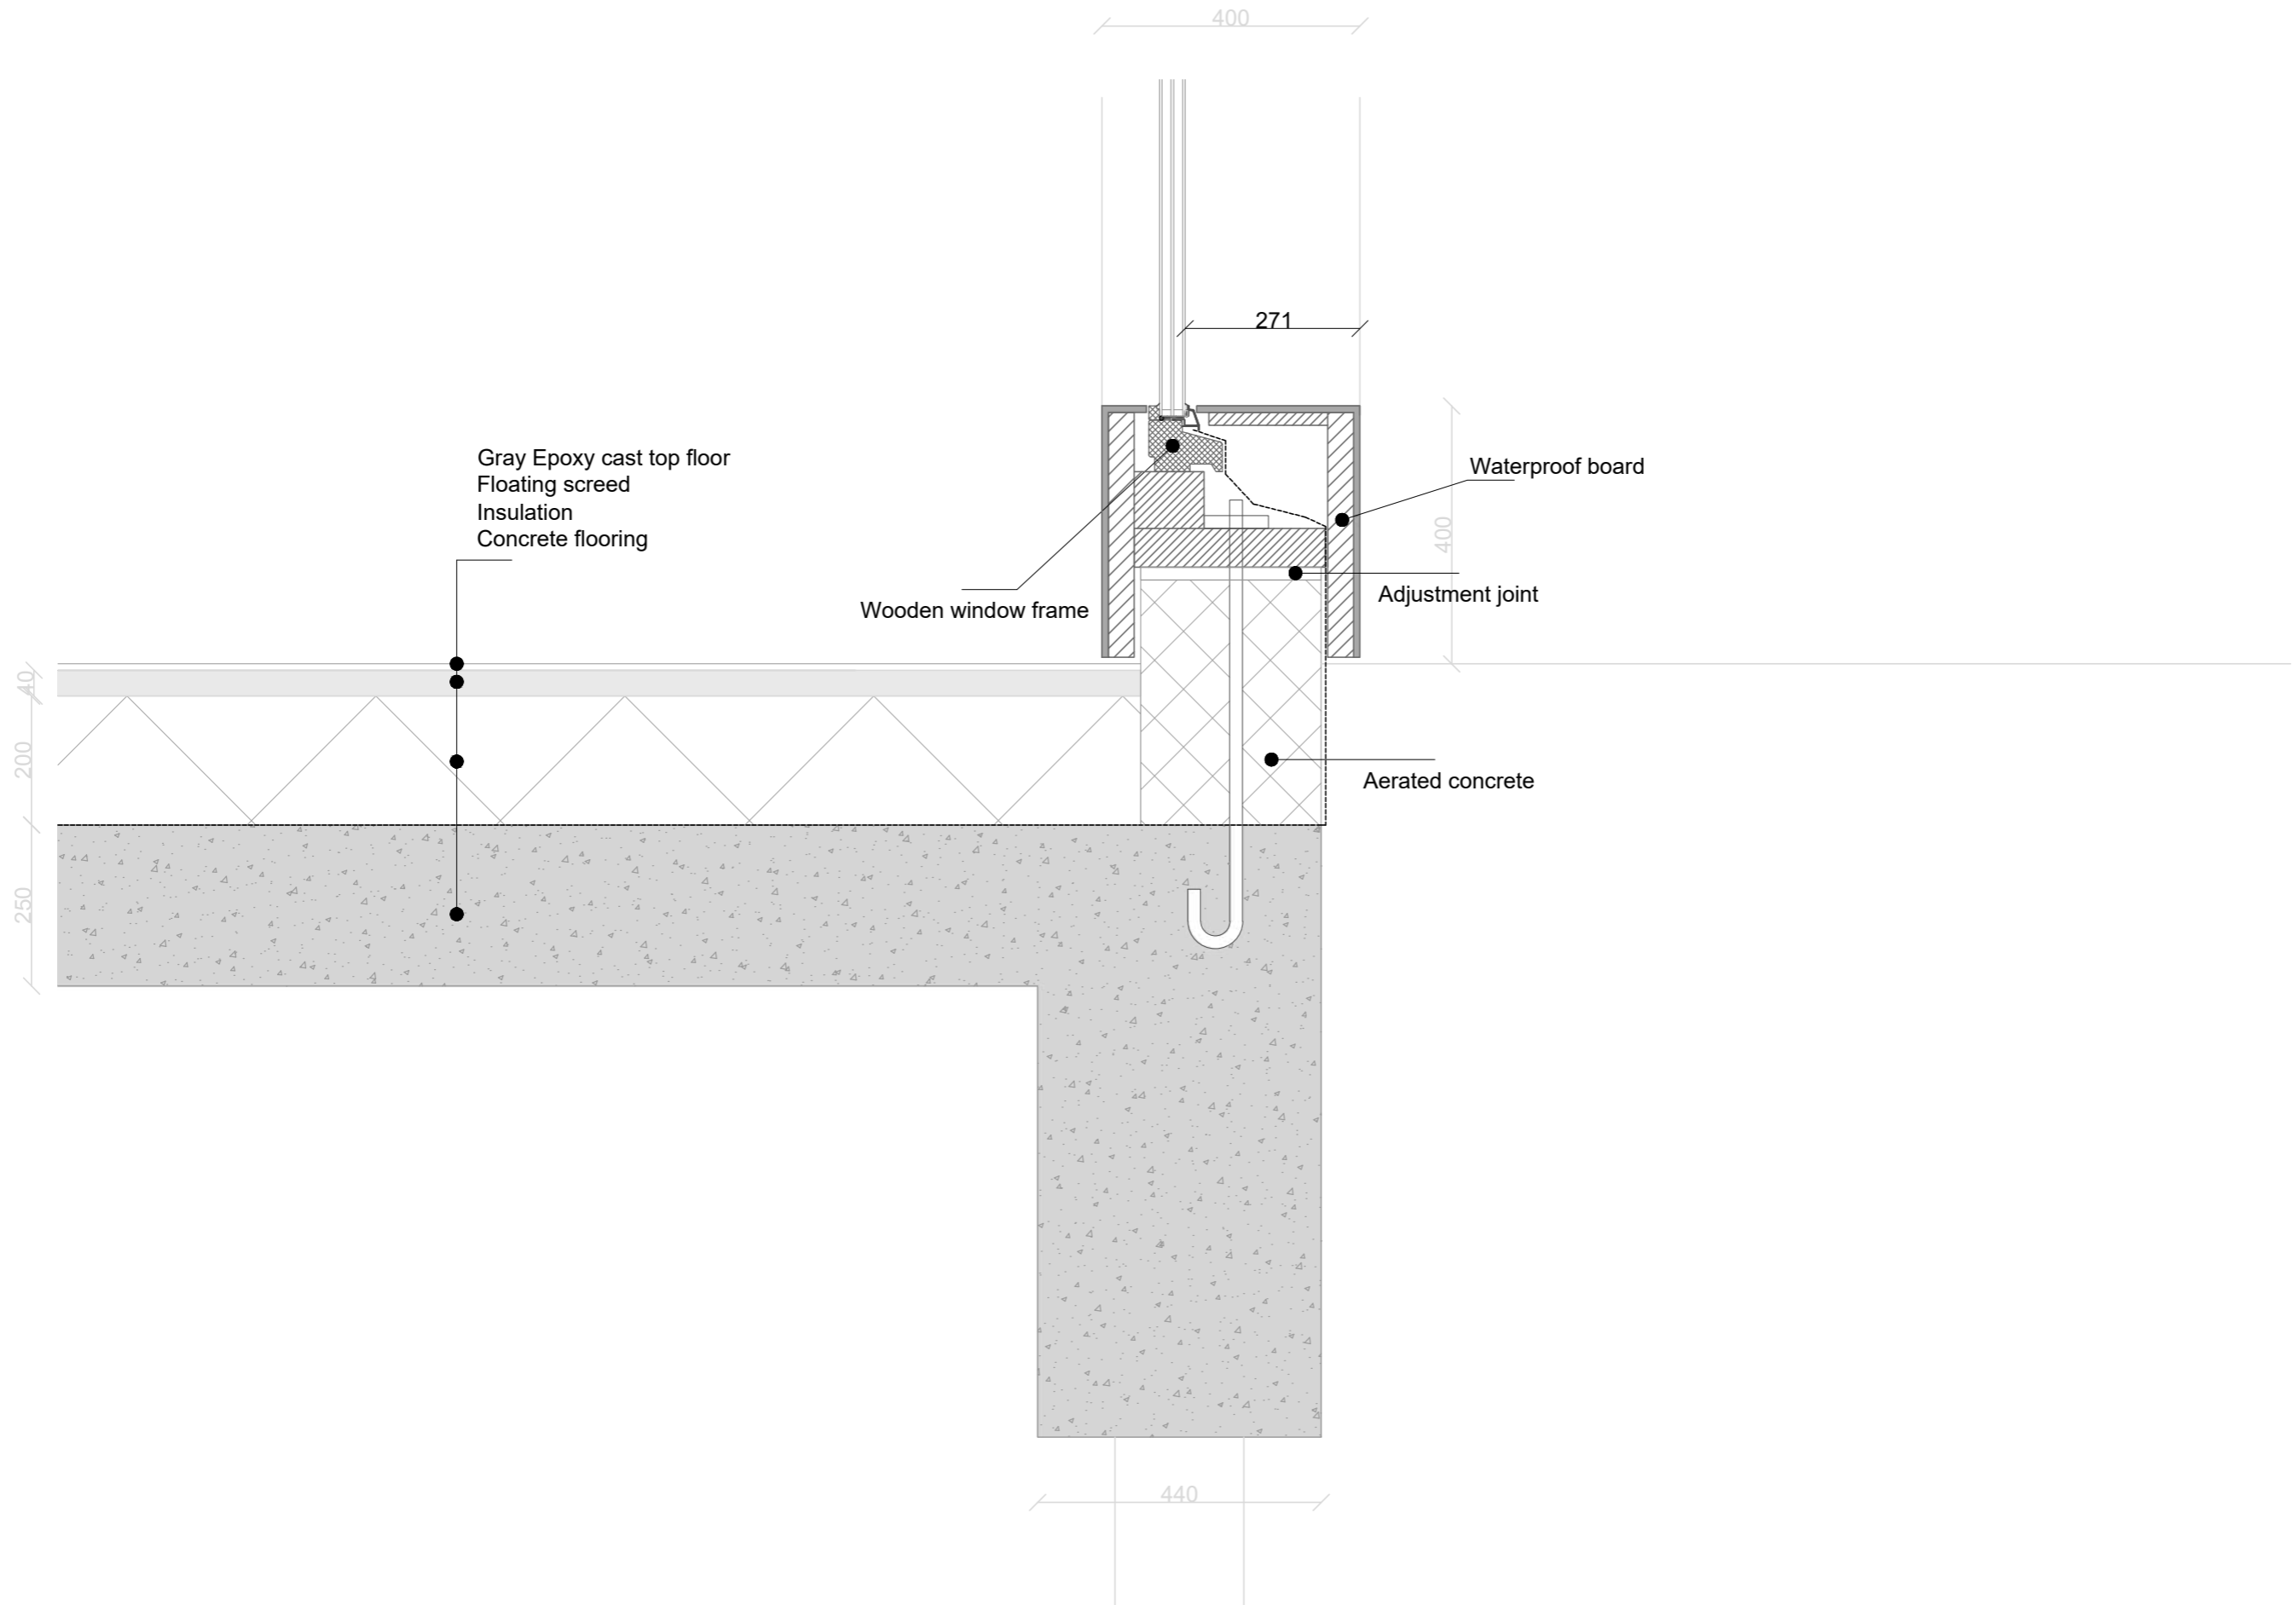 400
271
Gray Epoxy cast top floor
Floating screed
Insulation
Concrete flooring
Waterproof board
400
Adjustment joint
Wooden window frame
40
200
Aerated concrete
250
440